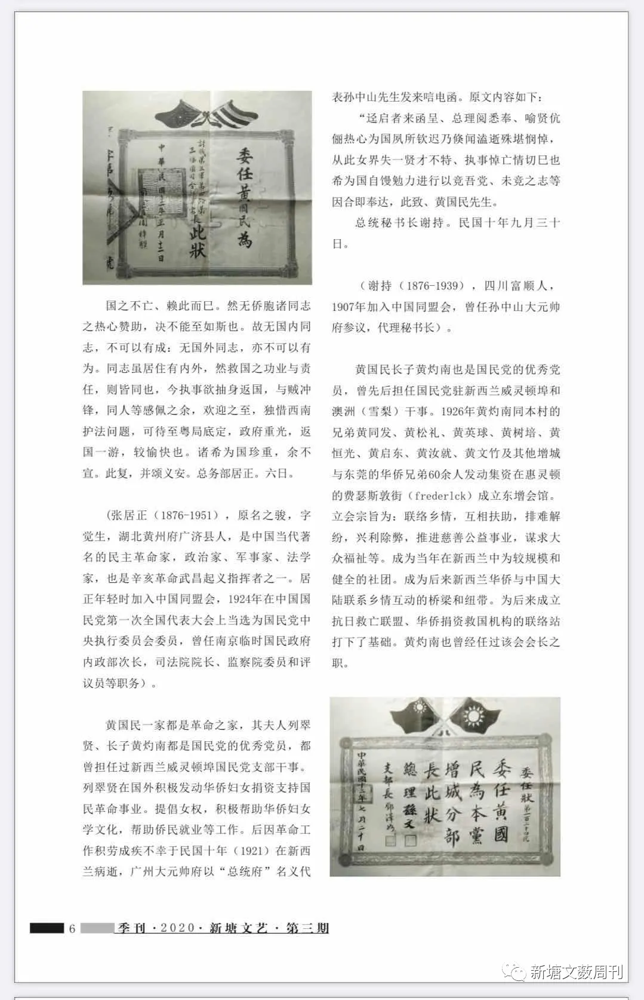 委任黃國民為
此狀
国之不亡、赖此而巳。然无侨胞诸同志
之热心赞助，决不能至如斯也。故无国内同
志，不可以有成：无国外同志，亦不可以有
为。同志虽居住有内外，然救国之功业与责
任，则皆同也，今执事欲抽身返国，与贼冲
锋，同人等感佩之余，欢迎之至，独惜西南
护法问题，可待至粤局底定，政府重光，返
国一游，较愉快也。诸希为国珍重，余不
宣。此复，并颂义安。总务部居正。六日。
(张居正（1876-1951），原名之骏，字
觉生，湖北黄州府广济县人，是中国当代著
名的民主革命家，政治家、军事家、法学
家，也是辛亥革命武昌起义指挥者之一。居
正年轻时加入中国同盟会，1924年在中国国
民党第一次全国代表大会上当选为国民党中
央执行委员会委员，曾任南京临时国民政府
内政部次长，司法院院长、监察院委员和评
议员等职务）。
黄国民一家都是革命之家，其夫人列翠
贤、长子黄灼南都是国民党的优秀党员，都
曾担任过新西兰威灵顿埠国民党支部干事。
列翠贤在国外积极发动华侨妇女捐资支持国
民革命事业。提倡女权，积极帮助华侨妇女
学文化，帮助侨民就业等工作。后因革命工
作积劳成疾不幸于民国十年（1921）在新西
兰病逝，广州大元帅府以“总统府”名义代
表孙中山先生发来唁电函。原文内容如下：
“迳启者来函呈、总理阅悉奉、喻贤伉
俪热心为国夙所钦迟乃倏闻溘逝殊堪悯悼，
从此女界失一贤才不特、执事悼亡情切巳也
希为国自馒勉力进行以竞吾党、未竞之志等
因合即奉达，此致、黄国民先生。
总统秘书长谢持。民国十年九月三十
日。
（谢持（1876-1939），四川富顺人，
1907年加入中国同盟会，曾任孙中山大元帅
府参议，代理秘书长）。
黄国民长子黄灼南也是国民党的优秀党
员，曾先后担任国民党驻新西兰威灵顿埠和
澳洲（雪梨）干事。1926年黄灼南同本村的
兄弟黄同发、黄松礼、黄英球、黄树培、黄
恒光、黄启东、黄汝就、黄文竹及其他增城
与东莞的华侨兄弟60余人发动集资在惠灵顿
的费瑟斯敦街（frederlck）成立东增会馆。
立会宗旨为：联络乡情，互相扶助，排难解
纷，兴利除弊，推进慈善公益事业，谋求大
众福祉等。成为当年在新西兰中为较规模和
健全的社团。成为后来新西兰华侨与中国大
陆联系乡情互动的桥梁和纽带。为后来成立
抗日救亡联盟、华侨捐资救国机构的联络站
打下了基础。黄灼南也曾经任过该会会长之
职。
委任狀第一百二十四號
委任黃國
民為本黨
增城分部
長此狀
總理孫文
支部長鄧澤如
中華民國十二年七月二十日
6 季刊·2020·新塘文艺·第三期
新塘文薮周刊